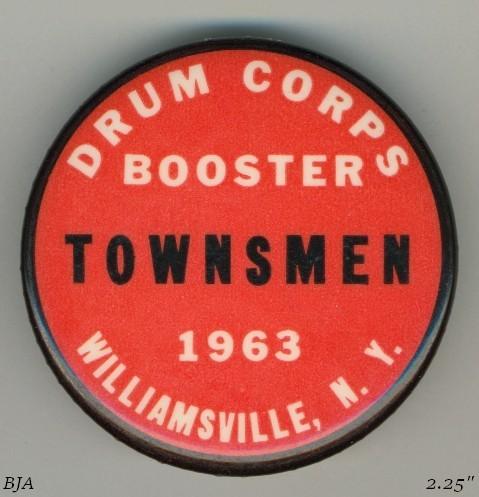 DRUM CORPS
BOOSTER
TOWNSMEN
1963
WILLIAMSVILLE, N. Y.
BJA
2.25"